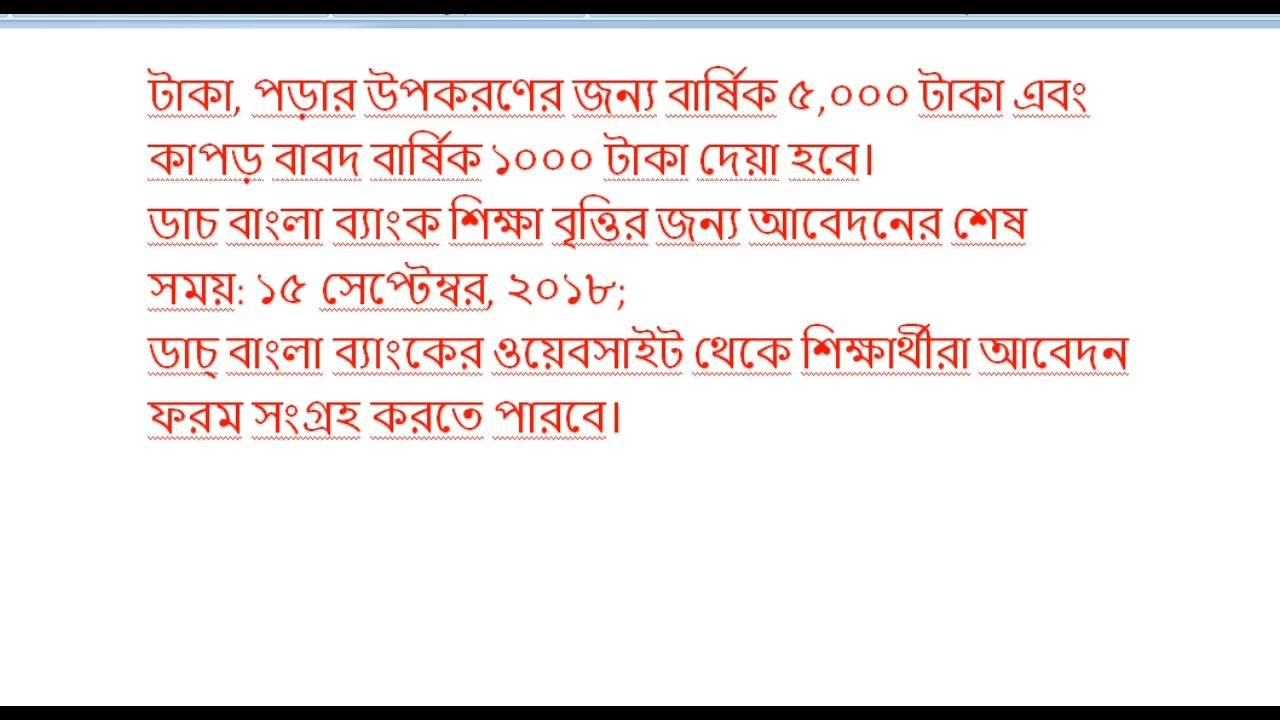 টাকা, পড়ার উপকরণের জন্য বার্ষিক ৫,০০০ টাকা এবং
কাপড় বাবদ বার্ষিক ১০০০ টাকা দেয়া হবে।
ডাচ বাংলা ব্যাংক শিক্ষা বৃত্তির জন্য আবেদনের শেষ
সময়: ১৫ সেপ্টেম্বর, ২০১৮;
ডাচ্ বাংলা ব্যাংকের ওয়েবসাইট থেকে শিক্ষার্থীরা আবেদন
ফরম সংগ্রহ করতে পারবে।